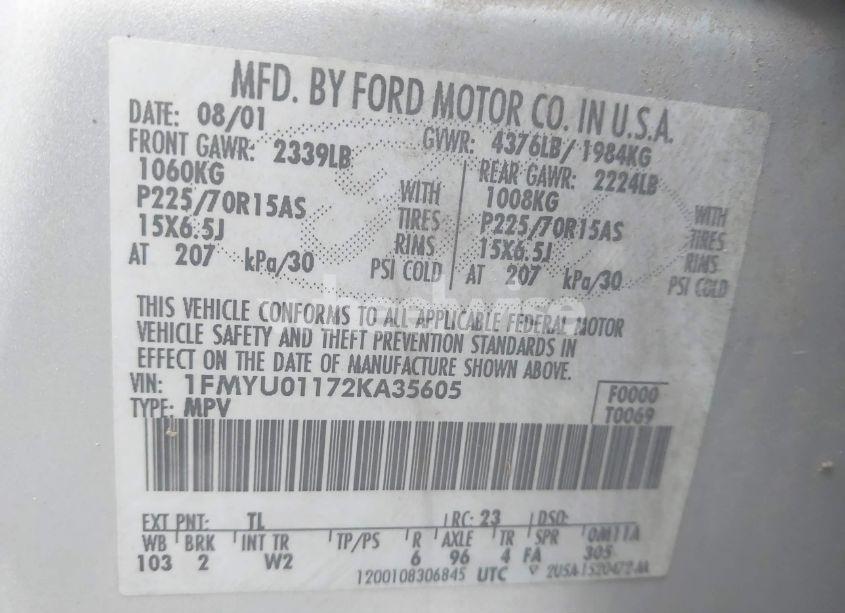 MFD. BY FORD MOTOR CO. IN U.S.A.
DATE: 08/01 GVWR: 4376LB/ 1984KG
FRONT GAWR: 2339LB REAR GAWR: 2224LB
1060KG WITH 1008KG WITH
P225/70R15AS TIRES P225/70R15AS TIRES
15X6.5J RIMS 15X6.5J RIMS
AT 207 kPa/30 PSI COLD AT 207 kPa/30 PSI COLD
THIS VEHICLE CONFORMS TO ALL APPLICABLE FEDERAL MOTOR
VEHICLE SAFETY AND THEFT PREVENTION STANDARDS IN
EFFECT ON THE DATE OF MANUFACTURE SHOWN ABOVE.
VIN: 1FMYU01172KA35605 F0000
TYPE: MPV T0069
EXT PNT: TL RC: 23 DSO:
WB BRK INT TR TP/PS R AXLE TR SPR
103 2 W2 6 96 4 FA 305
1200108306845 UTC